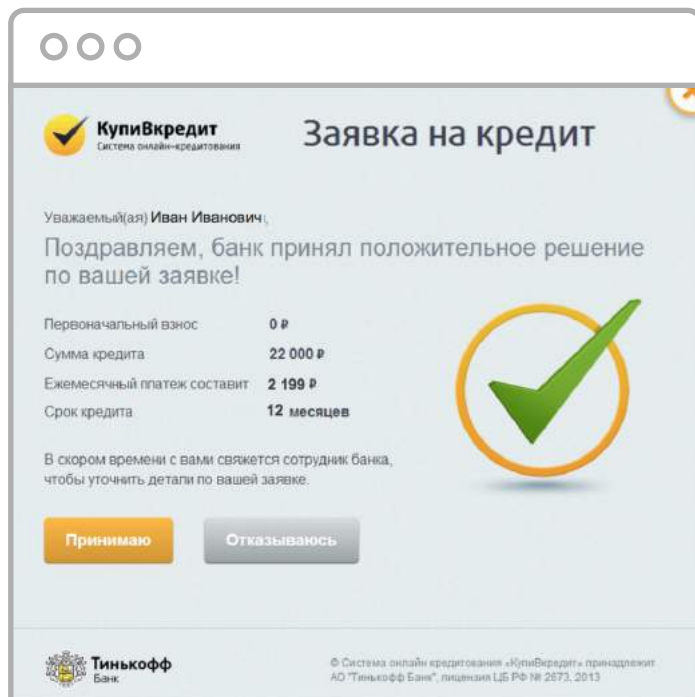 КупиВкредит
Система онлайн-кредитования
Заявка на кредит
Уважаемый(ая) Иван Иванович,
Поздравляем, банк принял положительное решение
по вашей заявке!
Первоначальный взнос 0 ₽
Сумма кредита 22 000 ₽
Ежемесячный платеж составит 2 199 ₽
Срок кредита 12 месяцев
В скором времени с вами свяжется сотрудник банка,
чтобы уточнить детали по вашей заявке.
Принимаю Отказываюсь
Тинькофф
Банк
© Система онлайн кредитования «КупиВкредит» принадлежит
АО "Тинькофф Банк", лицензия ЦБ РФ № 2673, 2013